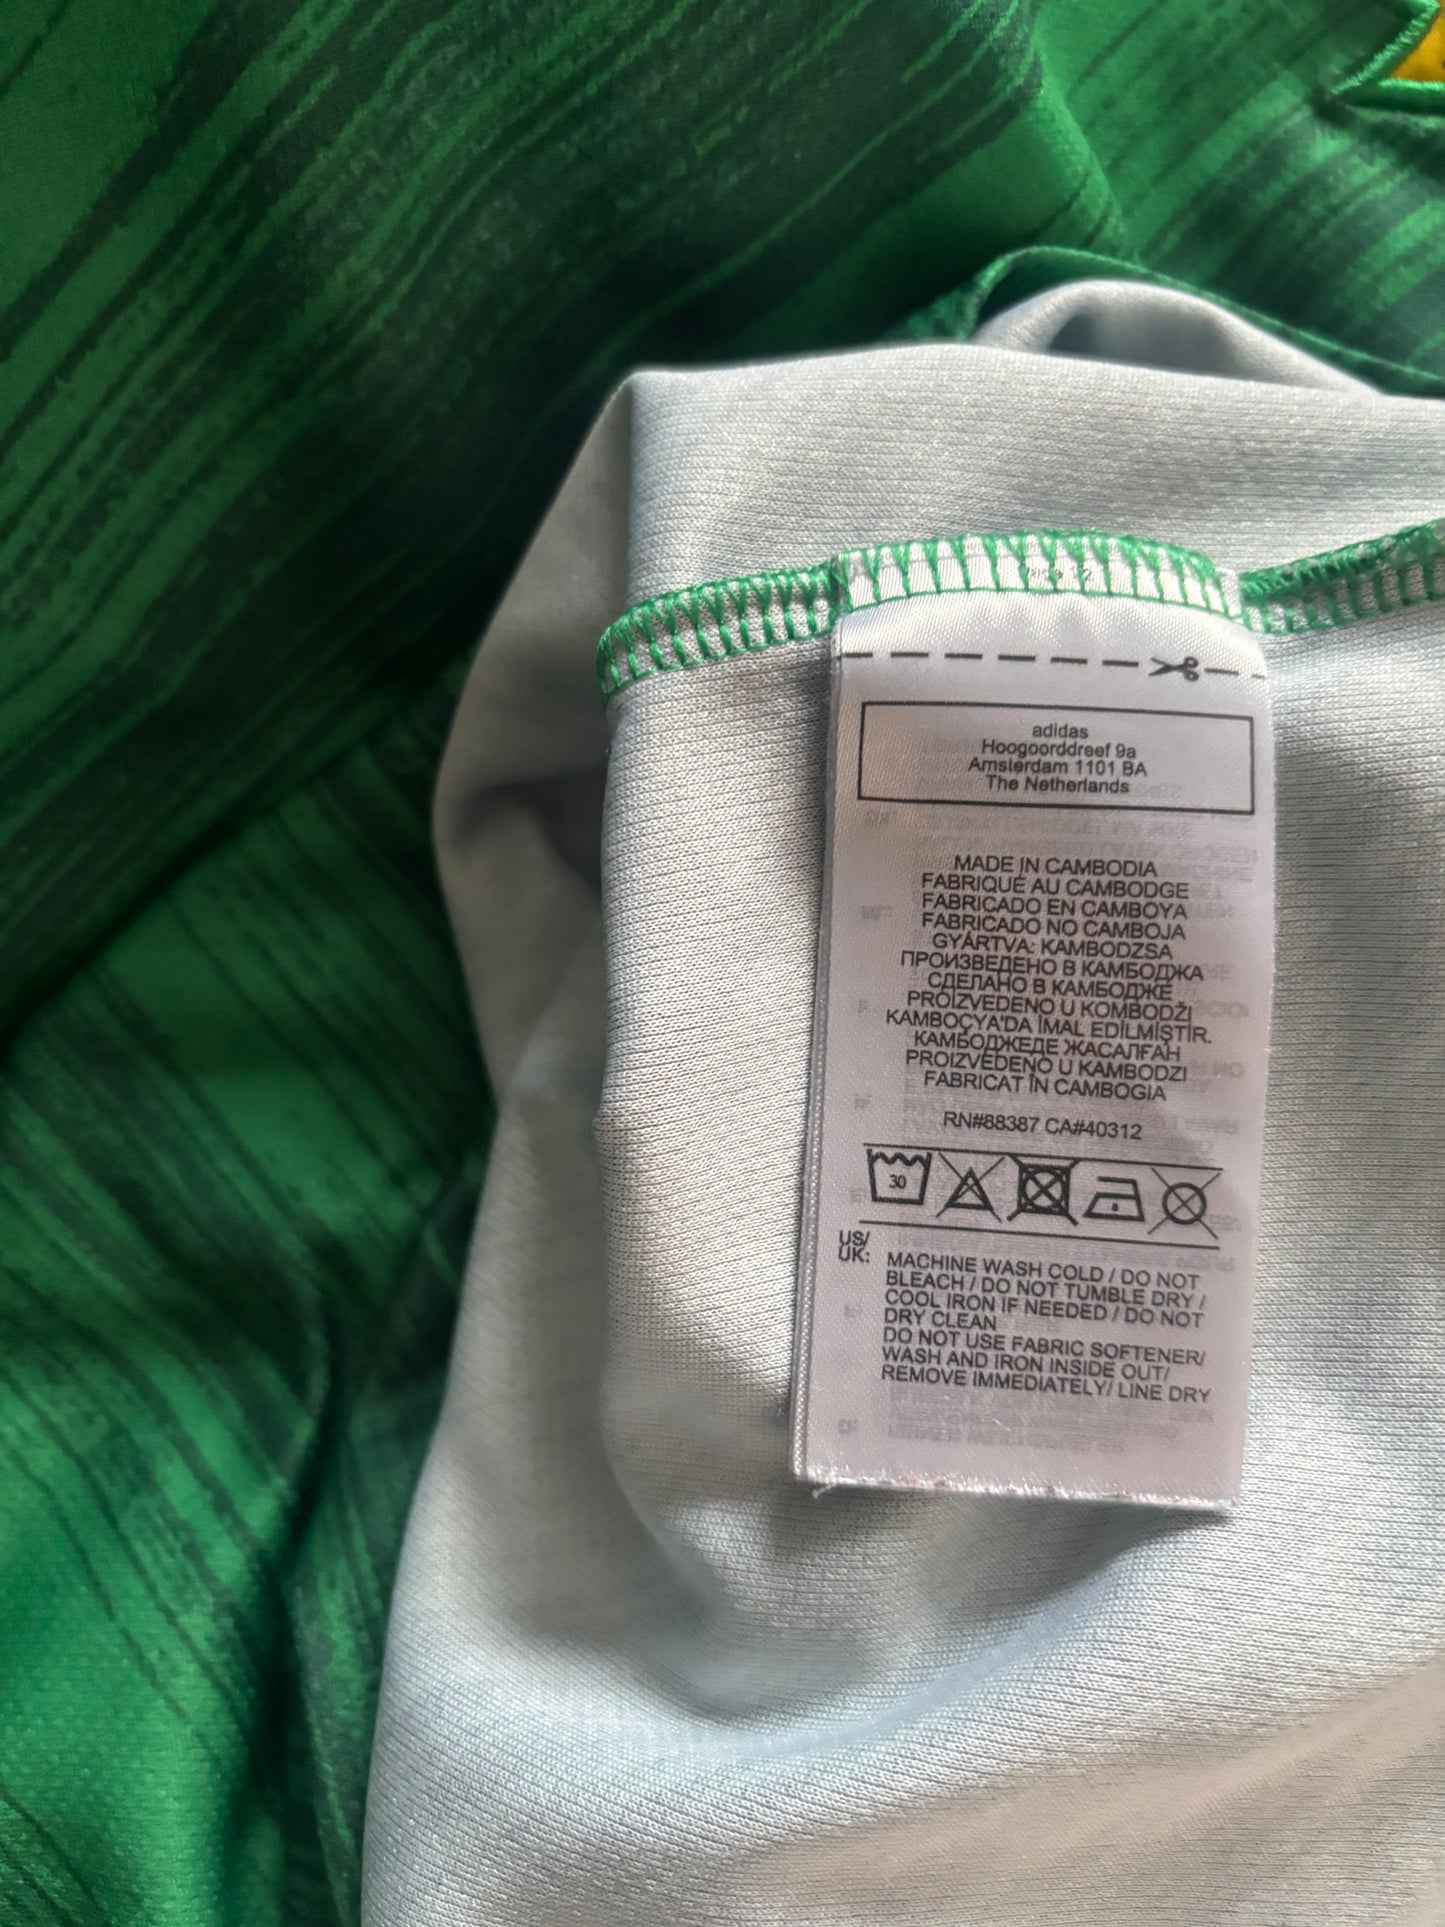 adidas
Hoogoorddreef 9a
Amsterdam 1101 BA
The Netherlands
MADE IN CAMBODIA
FABRIQUÉ AU CAMBODGE
FABRICADO EN CAMBOYA
FABRICADO NO CAMBOJA
GYÁRTVA: KAMBODZSA
ПРОИЗВЕДЕНО В КАМБОДЖА
СДЕЛАНО В КАМБОДЖЕ
PROIZVEDENO U KOMBODŽI
KAMBOÇYA'DA İMAL EDİLMİŞTİR.
КАМБОДЖЕДЕ ЖАСАЛҒАН
PROIZVEDENO U KAMBODZI
FABRICAT ÎN CAMBOGIA
RN#88387 CA#40312
30
US/
UK:
MACHINE WASH COLD / DO NOT
BLEACH / DO NOT TUMBLE DRY /
COOL IRON IF NEEDED / DO NOT
DRY CLEAN
DO NOT USE FABRIC SOFTENER/
WASH AND IRON INSIDE OUT/
REMOVE IMMEDIATELY/ LINE DRY